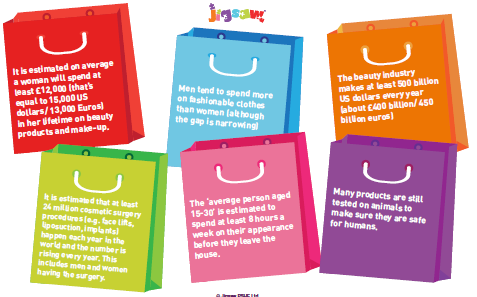 jigsaw
It is estimated on average
a woman will spend at
least £12,000 (that's
equal to 15,000 US
dollars/ 13,000 Euros)
in her lifetime on beauty
products and make-up.
Men tend to spend more
on fashionable clothes
than women (although
the gap is narrowing)
The beauty industry
makes at least 500 billion
US dollars every year
(about £400 billion/ 450
billion euros)
It is estimated that at least
24 million cosmetic surgery
procedures (e.g. face lifts,
liposuction, implants)
happen each year in the
world and the number is
rising every year. This
includes men and women
having the surgery.
The 'average person aged
15-30' is estimated to
spend at least 8 hours a
week on their appearance
before they leave the
house.
Many products are still
tested on animals to
make sure they are safe
for humans.
© Jigsaw PSHE Ltd